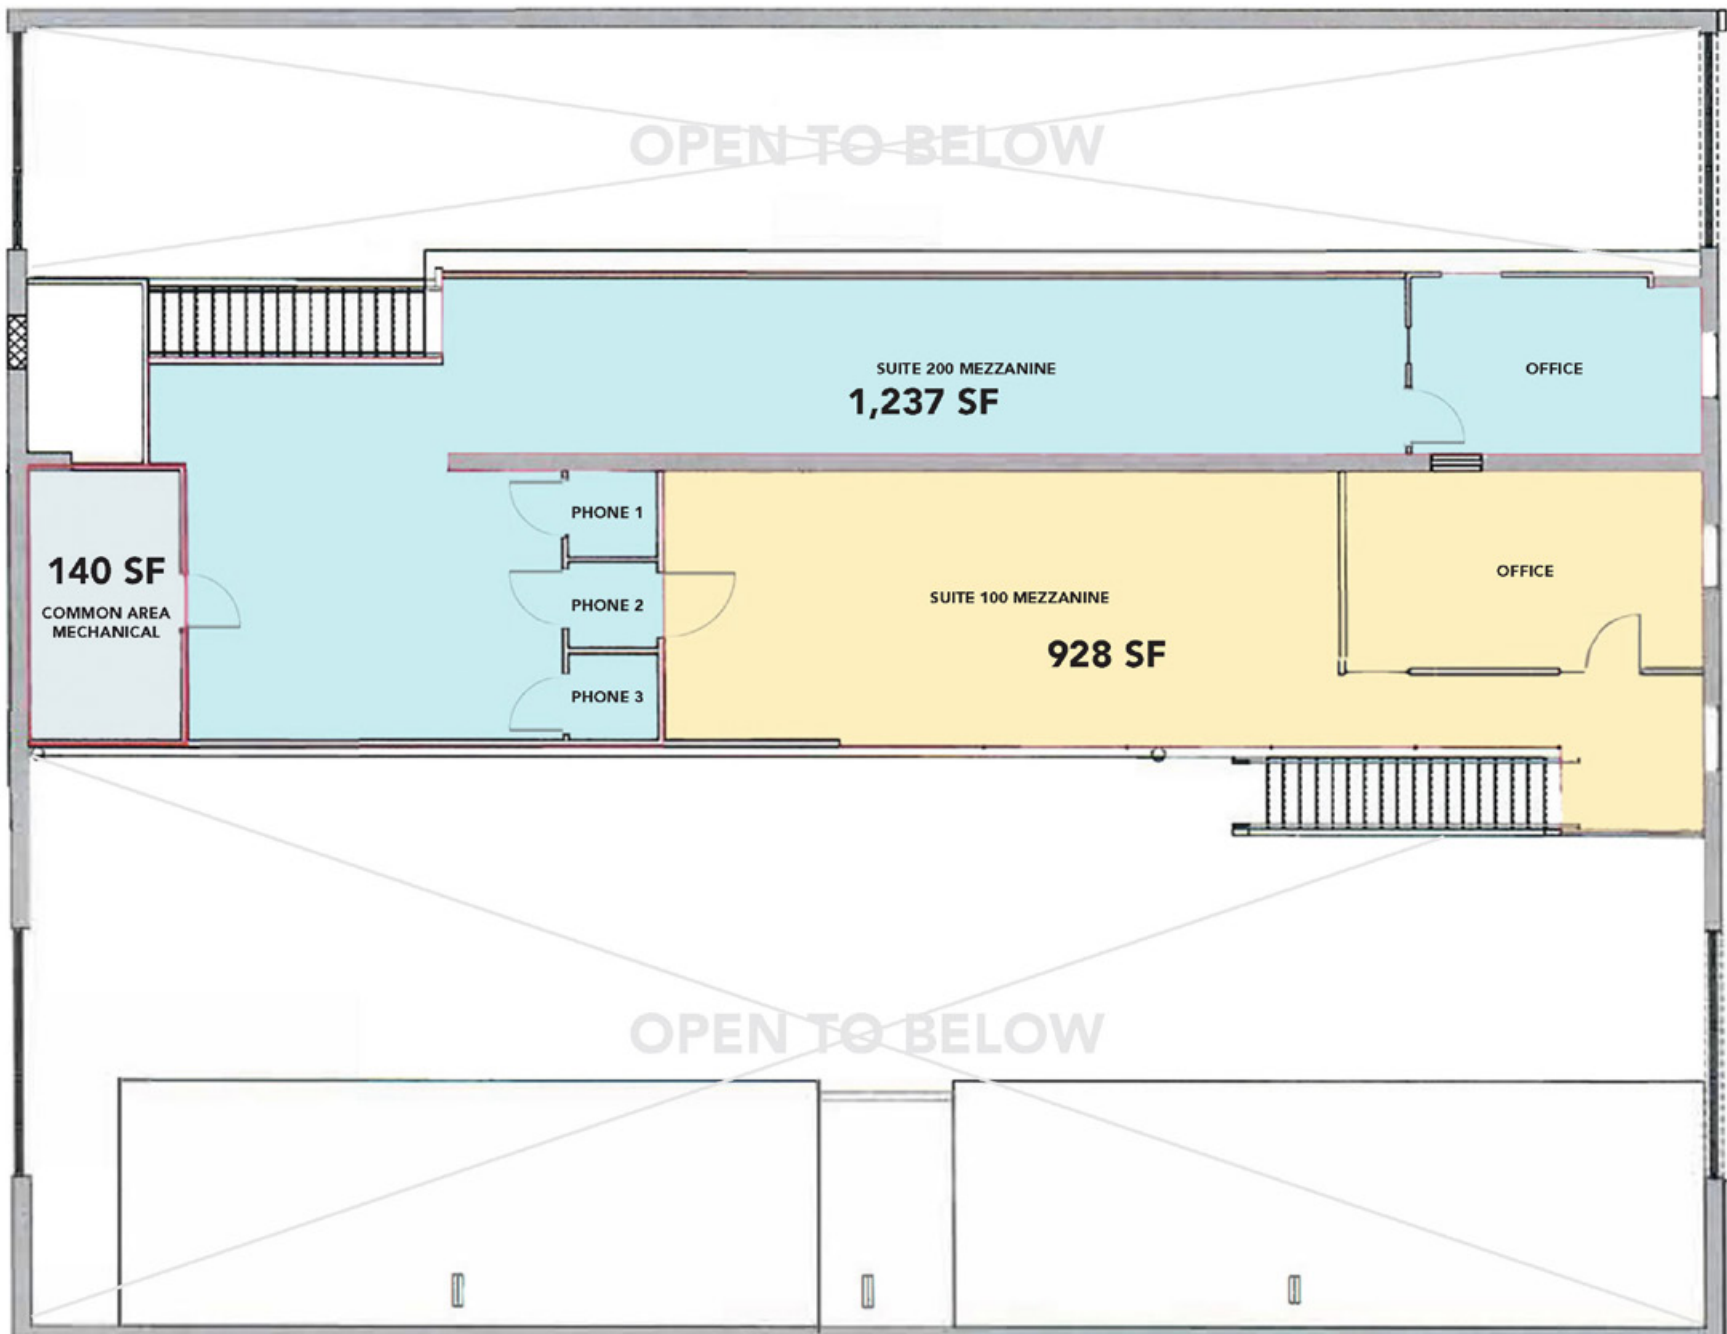 OPEN TO BELOW
SUITE 200 MEZZANINE
1,237 SF
OFFICE
PHONE 1
PHONE 2
PHONE 3
140 SF
COMMON AREA
MECHANICAL
SUITE 100 MEZZANINE
928 SF
OFFICE
OPEN TO BELOW